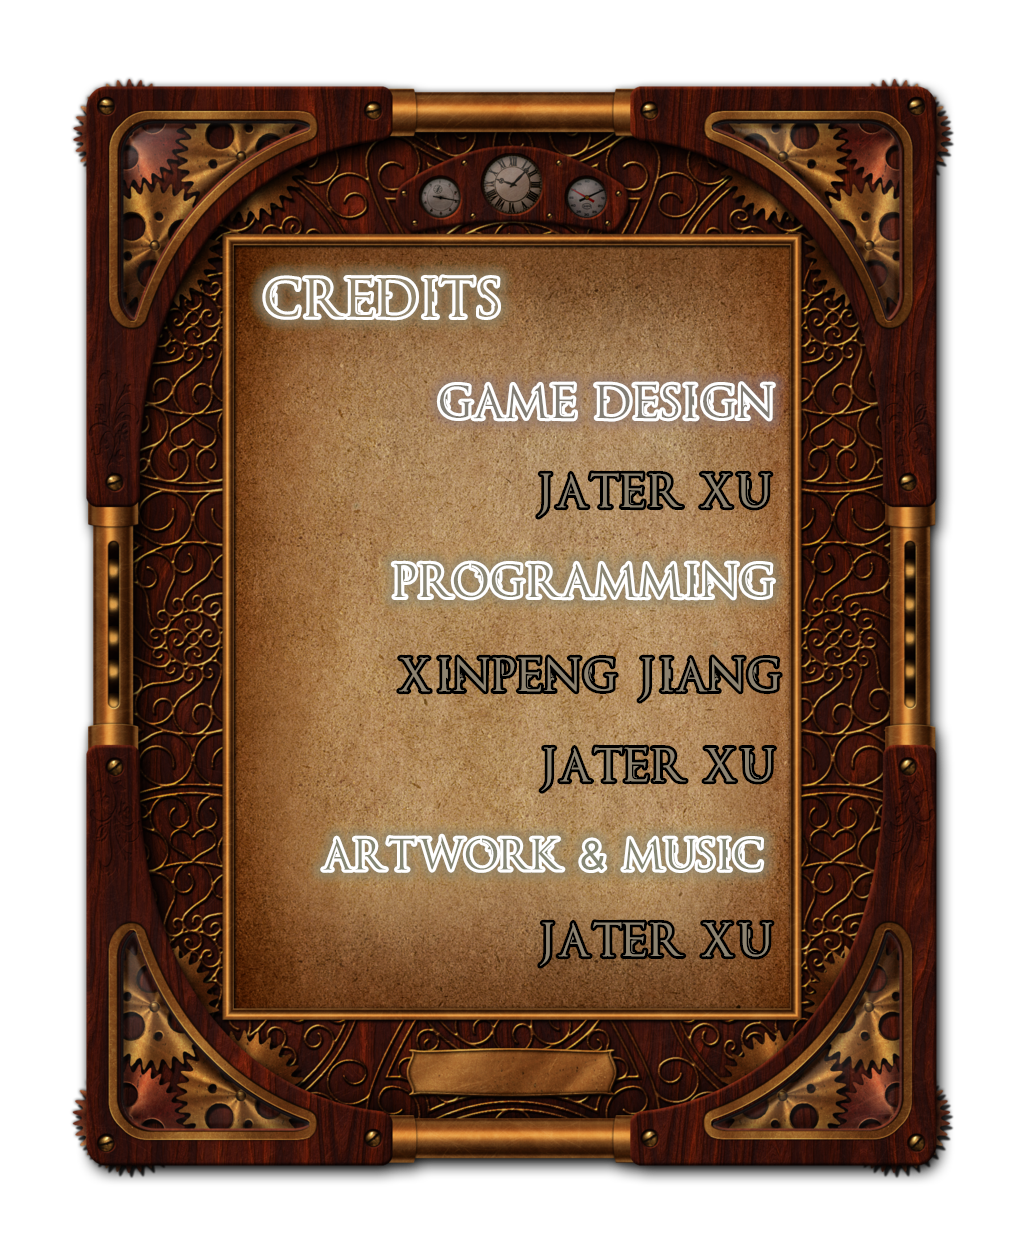 CREDITS
GAME DESIGN
JATER XU
PROGRAMMING
XINPENG JIANG
JATER XU
ARTWORK & MUSIC
JATER XU